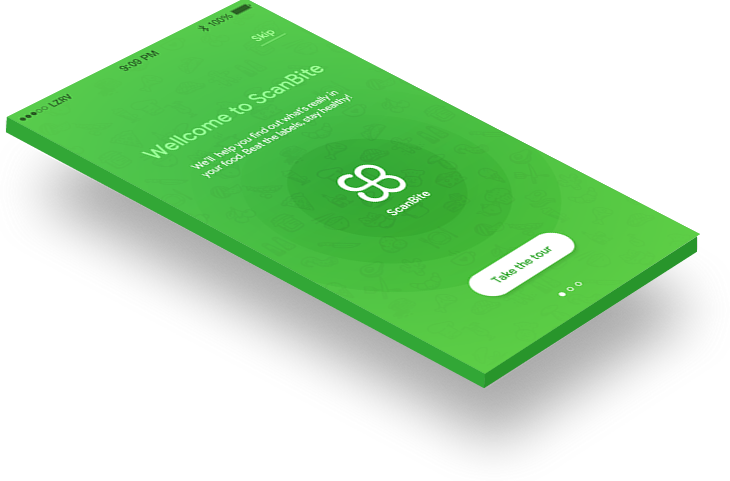 LZRV 9:09 PM 100%
Skip
Wellcome to ScanBite
We'll help you find out what's really in
your food. Beat the labels, stay healthy!
ScanBite
Take the tour